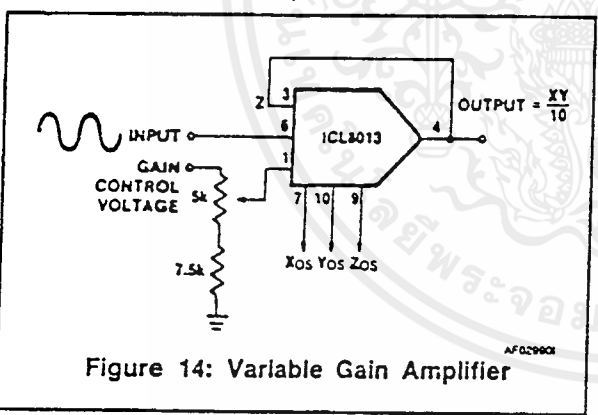 Z 3
INPUT
6
ICL8013
4
OUTPUT = XY/10
GAIN
CONTROL
VOLTAGE
1
5k
7 10 9
XOS YOS ZOS
7.5k
AF02990I
Figure 14: Variable Gain Amplifier